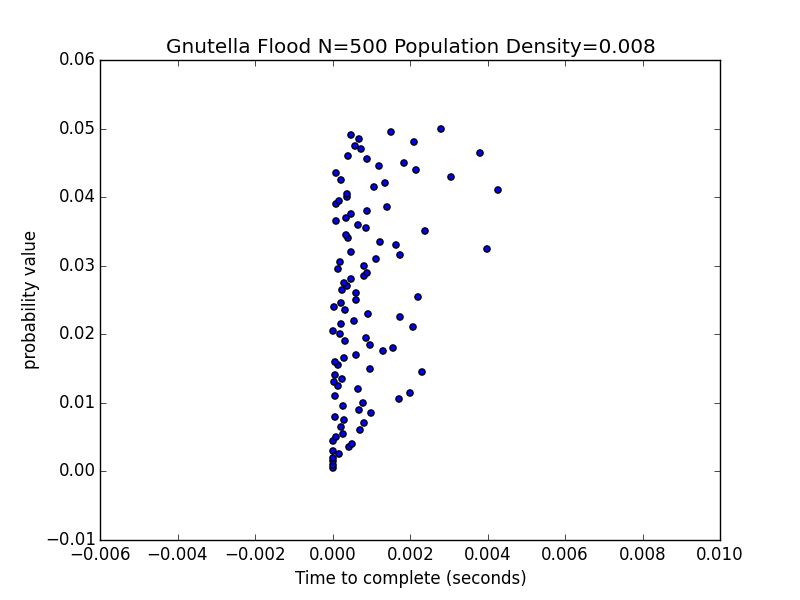 Gnutella Flood N=500 Population Density=0.008
0.06
0.05
0.04
0.03
0.02
0.01
0.00
−0.01
probability value
−0.006 −0.004 −0.002 0.000 0.002 0.004 0.006 0.008 0.010
Time to complete (seconds)